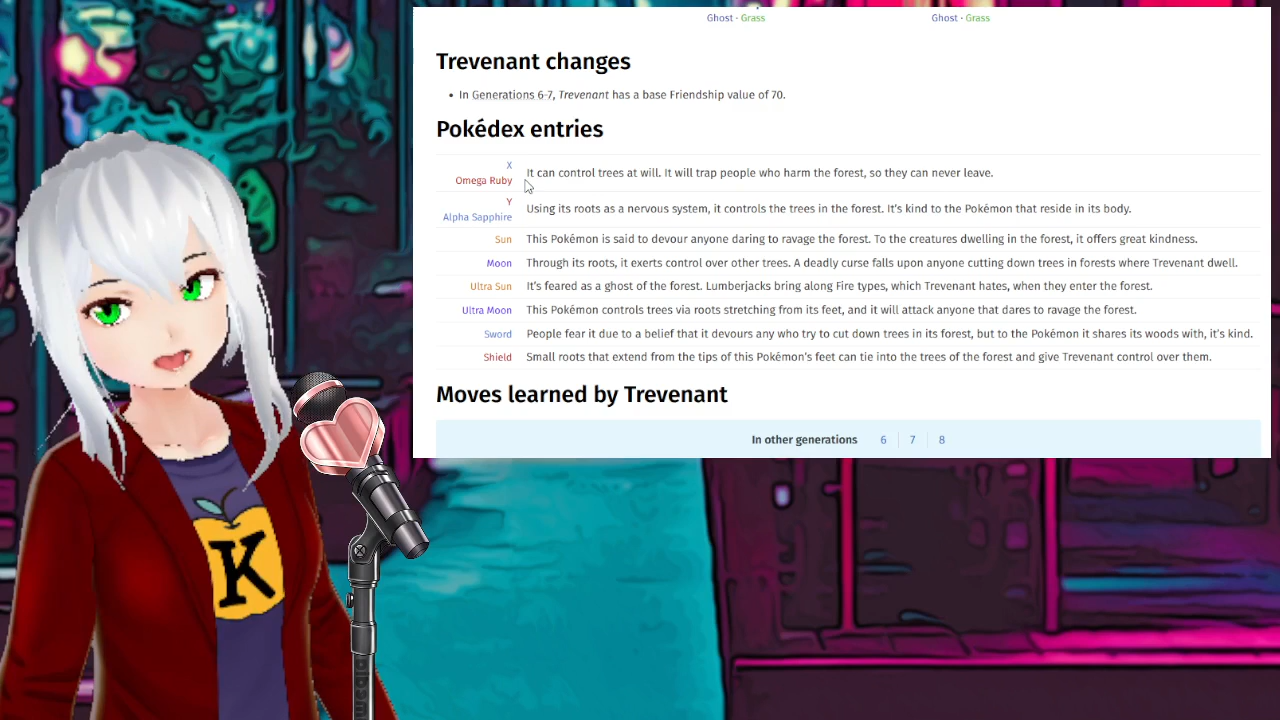 Ghost · Grass Ghost · Grass
Trevenant changes
• In Generations 6-7, Trevenant has a base Friendship value of 70.
Pokédex entries
X
Omega Ruby
It can control trees at will. It will trap people who harm the forest, so they can never leave.
Y
Alpha Sapphire
Using its roots as a nervous system, it controls the trees in the forest. It's kind to the Pokémon that reside in its body.
Sun This Pokémon is said to devour anyone daring to ravage the forest. To the creatures dwelling in the forest, it offers great kindness.
Moon Through its roots, it exerts control over other trees. A deadly curse falls upon anyone cutting down trees in forests where Trevenant dwell.
Ultra Sun It's feared as a ghost of the forest. Lumberjacks bring along Fire types, which Trevenant hates, when they enter the forest.
Ultra Moon This Pokémon controls trees via roots stretching from its feet, and it will attack anyone that dares to ravage the forest.
Sword People fear it due to a belief that it devours any who try to cut down trees in its forest, but to the Pokémon it shares its woods with, it's kind.
Shield Small roots that extend from the tips of this Pokémon's feet can tie into the trees of the forest and give Trevenant control over them.
Moves learned by Trevenant
In other generations 6 7 8
K